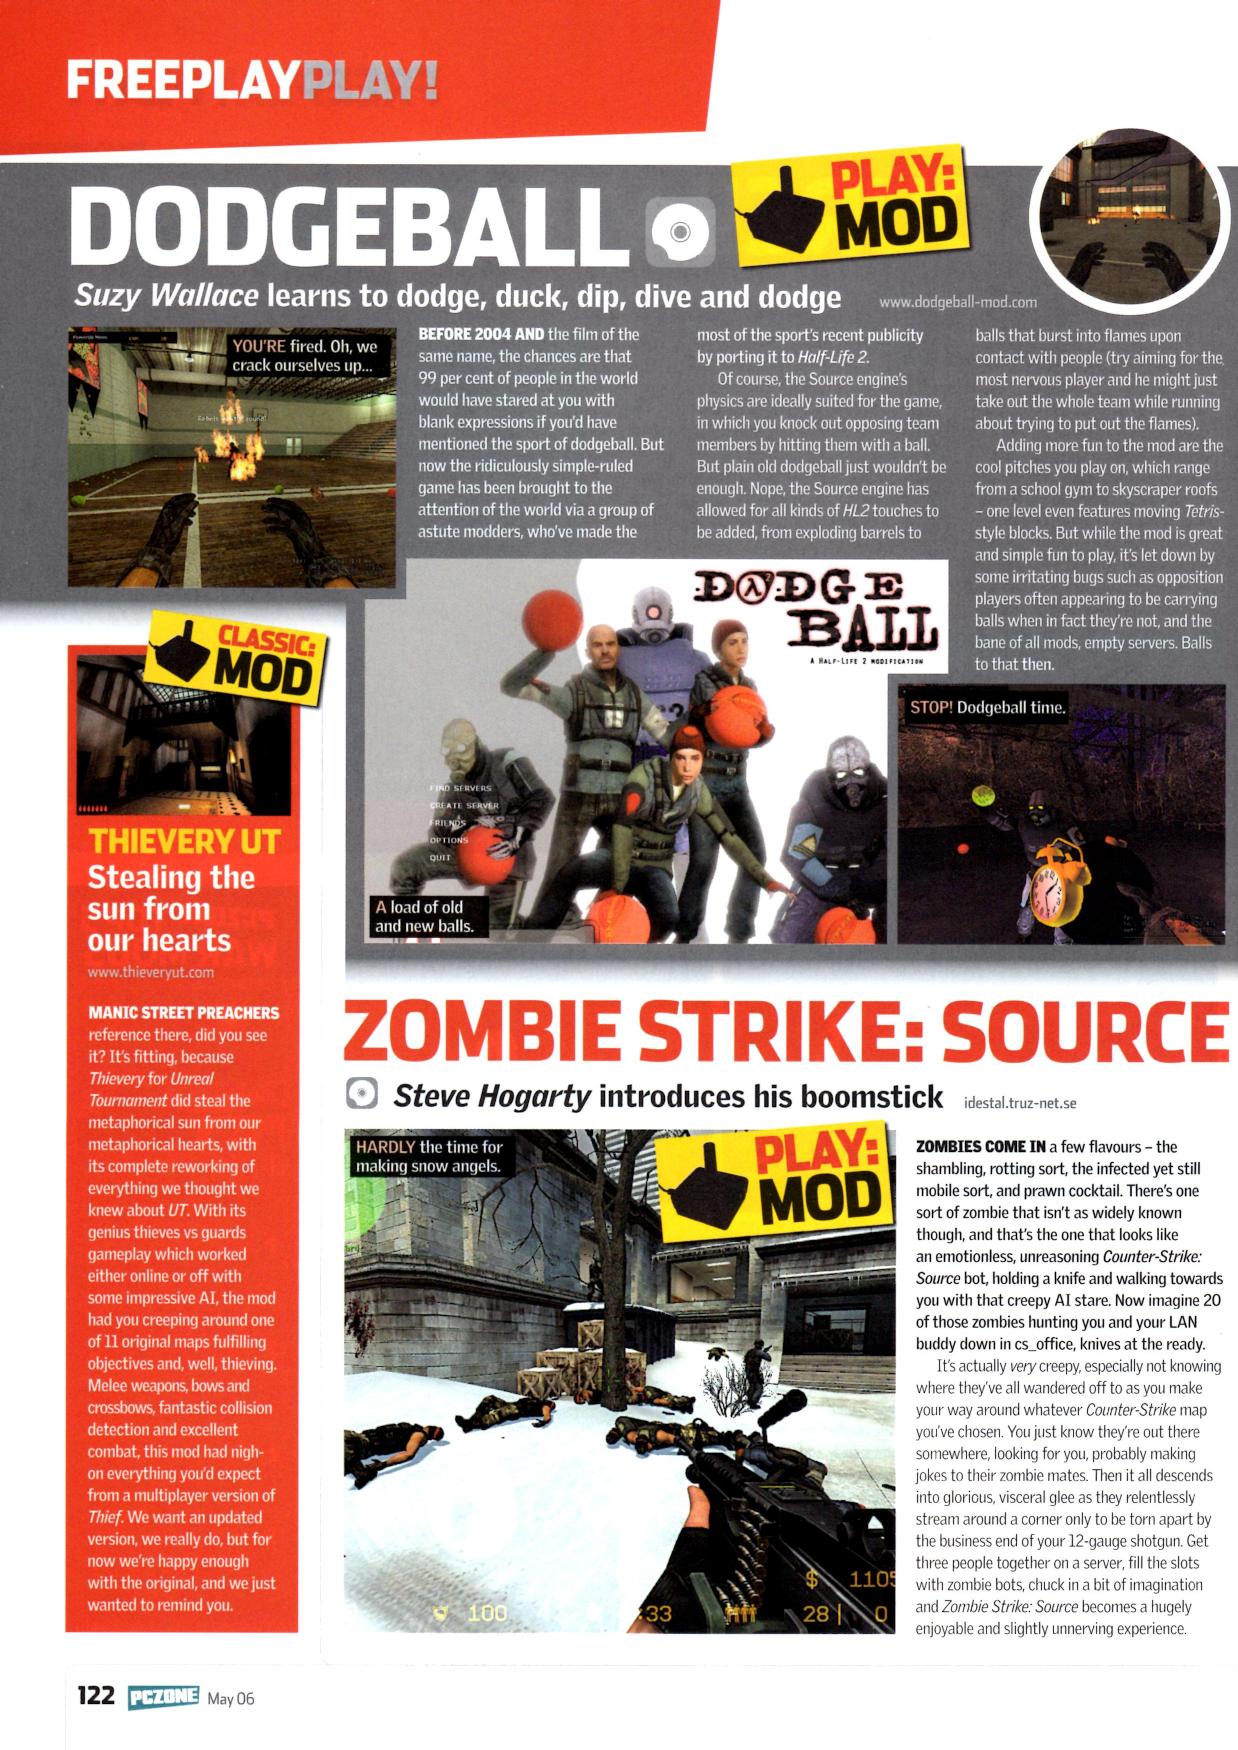 FREEPLAYPLAY!
DODGEBALL
PLAY:
MOD
Suzy Wallace learns to dodge, duck, dip, dive and dodge
www.dodgeball-mod.com
YOU'RE fired. Oh, we
crack ourselves up...
BEFORE 2004 AND the film of the
same name, the chances are that
99 per cent of people in the world
would have stared at you with
blank expressions if you'd have
mentioned the sport of dodgeball. But
now the ridiculously simple-ruled
game has been brought to the
attention of the world via a group of
astute modders, who've made the
most of the sport's recent publicity
by porting it to Half-Life 2.
Of course, the Source engine's
physics are ideally suited for the game,
in which you knock out opposing team
members by hitting them with a ball.
But plain old dodgeball just wouldn't be
enough. Nope, the Source engine has
allowed for all kinds of HL2 touches to
be added, from exploding barrels to
balls that burst into flames upon
contact with people (try aiming for the
most nervous player and he might just
take out the whole team while running
about trying to put out the flames).
Adding more fun to the mod are the
cool pitches you play on, which range
from a school gym to skyscraper roofs
– one level even features moving Tetris-
style blocks. But while the mod is great
and simple fun to play, it's let down by
some irritating bugs such as opposition
players often appearing to be carrying
balls when in fact they're not, and the
bane of all mods, empty servers. Balls
to that then.
DODGE
BALL
A HALF-LIFE 2 MODIFICATION
FIND SERVERS
CREATE SERVER
FRIENDS
OPTIONS
QUIT
A load of old
and new balls.
STOP! Dodgeball time.
CLASSIC:
MOD
THIEVERY UT
Stealing the
sun from
our hearts
www.thieveryut.com
MANIC STREET PREACHERS
reference there, did you see
it? It's fitting, because
Thievery for Unreal
Tournament did steal the
metaphorical sun from our
metaphorical hearts, with
its complete reworking of
everything we thought we
knew about UT. With its
genius thieves vs guards
gameplay which worked
either online or off with
some impressive AI, the mod
had you creeping around one
of 11 original maps fulfilling
objectives and, well, thieving.
Melee weapons, bows and
crossbows, fantastic collision
detection and excellent
combat, this mod had nigh-
on everything you'd expect
from a multiplayer version of
Thief. We want an updated
version, we really do, but for
now we're happy enough
with the original, and we just
wanted to remind you.
ZOMBIE STRIKE: SOURCE
Steve Hogarty introduces his boomstick
idestal.truz-net.se
HARDLY the time for
making snow angels.
PLAY:
MOD
$ 1105
100
:33
28 | 0
ZOMBIES COME IN a few flavours – the
shambling, rotting sort, the infected yet still
mobile sort, and prawn cocktail. There's one
sort of zombie that isn't as widely known
though, and that's the one that looks like
an emotionless, unreasoning Counter-Strike:
Source bot, holding a knife and walking towards
you with that creepy AI stare. Now imagine 20
of those zombies hunting you and your LAN
buddy down in cs_office, knives at the ready.
It's actually very creepy, especially not knowing
where they've all wandered off to as you make
your way around whatever Counter-Strike map
you've chosen. You just know they're out there
somewhere, looking for you, probably making
jokes to their zombie mates. Then it all descends
into glorious, visceral glee as they relentlessly
stream around a corner only to be torn apart by
the business end of your 12-gauge shotgun. Get
three people together on a server, fill the slots
with zombie bots, chuck in a bit of imagination
and Zombie Strike: Source becomes a hugely
enjoyable and slightly unnerving experience.
122 PCZONE May 06